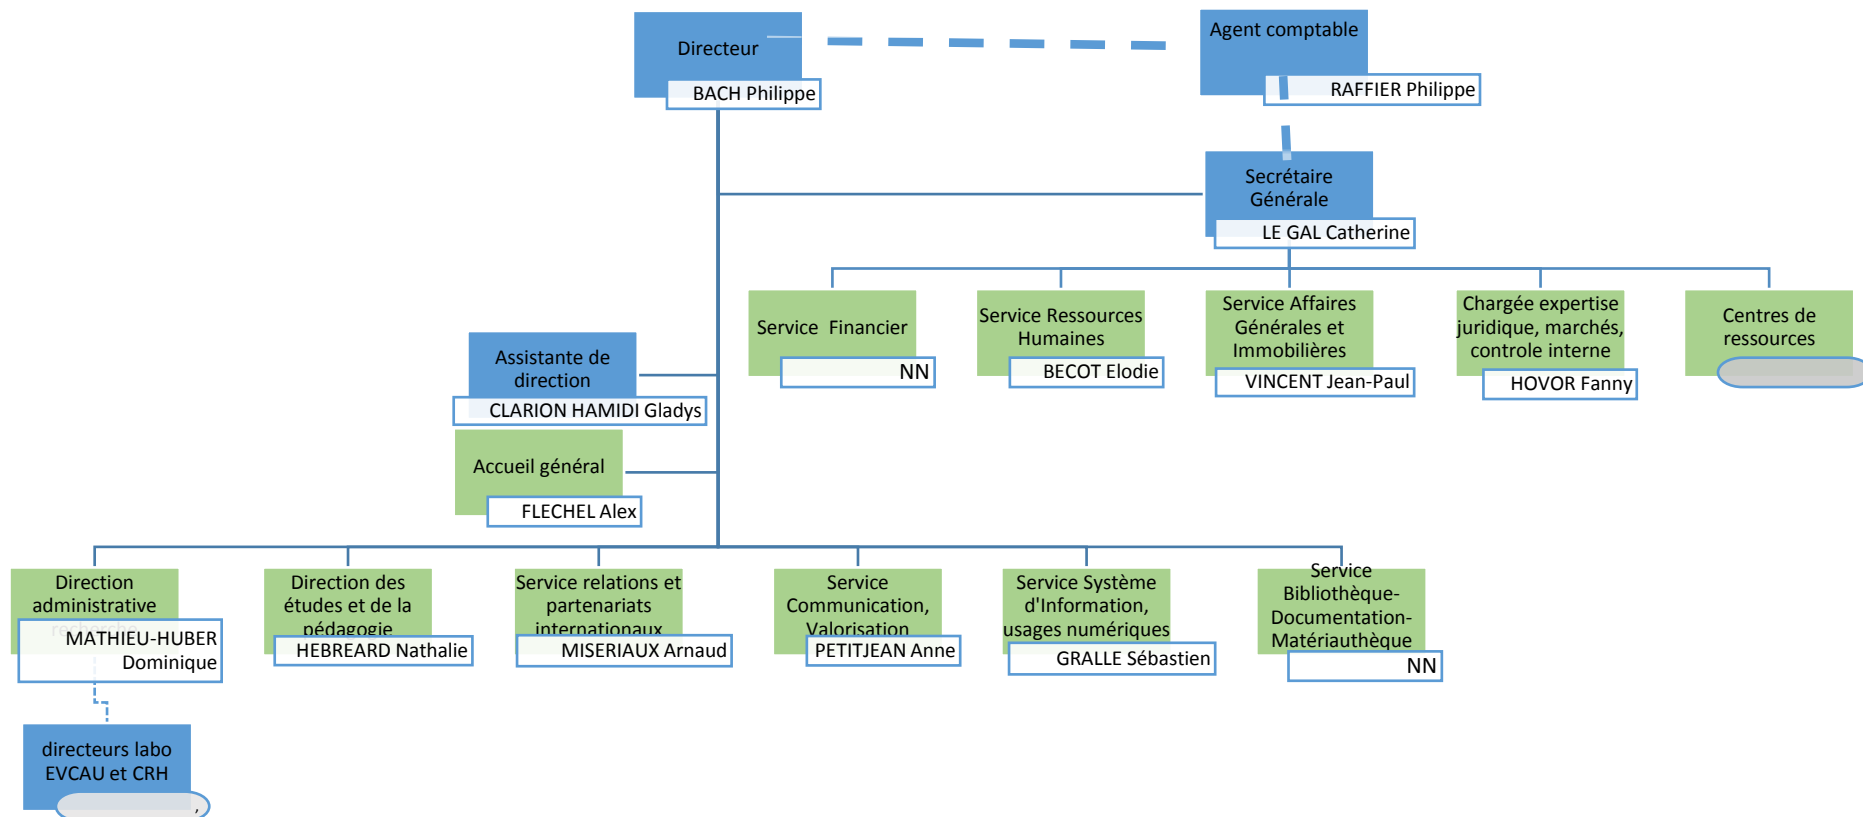 Directeur
BACH Philippe
Agent comptable
RAFFIER Philippe
Secrétaire
Générale
LE GAL Catherine
Service  Financier
NN
Service Ressources
Humaines
BECOT Elodie
Service Affaires
Générales et
Immobilières
VINCENT Jean-Paul
Chargée expertise
juridique, marchés,
controle interne
HOVOR Fanny
Centres de
ressources
Assistante de
direction
CLARION HAMIDI Gladys
Accueil général
FLECHEL Alex
Direction
administrative
recherche
MATHIEU-HUBER
Dominique
Direction des
études et de la
pédagogie
HEBREARD Nathalie
Service relations et
partenariats
internationaux
MISERIAUX Arnaud
Service
Communication,
Valorisation
PETITJEAN Anne
Service Système
d'Information,
usages numériques
GRALLE Sébastien
Service
Bibliothèque-
Documentation-
Matériauthèque
NN
directeurs labo
EVCAU et CRH
,